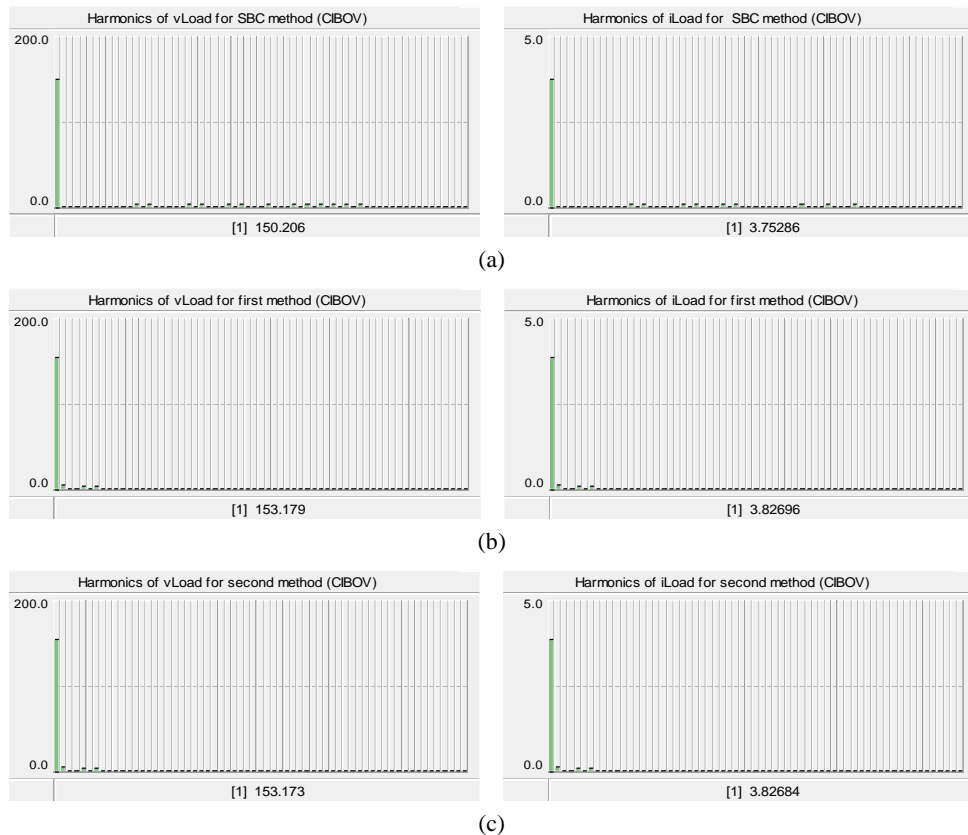 Harmonics of vLoad for SBC method (CIBOV)
200.0
0.0
[1] 150.206
Harmonics of iLoad for SBC method (CIBOV)
5.0
0.0
[1] 3.75286
(a)
Harmonics of vLoad for first method (CIBOV)
200.0
0.0
[1] 153.179
Harmonics of iLoad for first method (CIBOV)
5.0
0.0
[1] 3.82696
(b)
Harmonics of vLoad for second method (CIBOV)
200.0
0.0
[1] 153.173
Harmonics of iLoad for second method (CIBOV)
5.0
0.0
[1] 3.82684
(c)